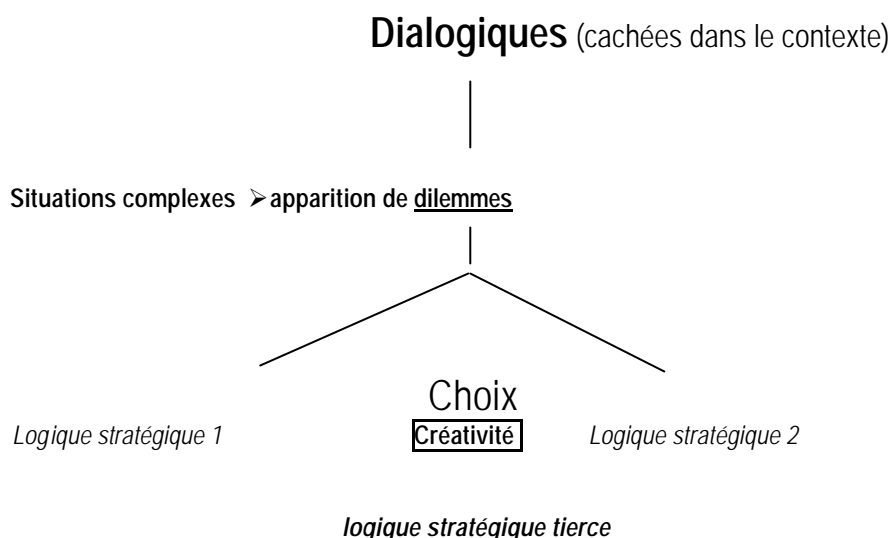 Dialogiques (cachées dans le contexte)
Situations complexes ➢ apparition de dilemmes
Choix
Logique stratégique 1 Créativité Logique stratégique 2
logique stratégique tierce